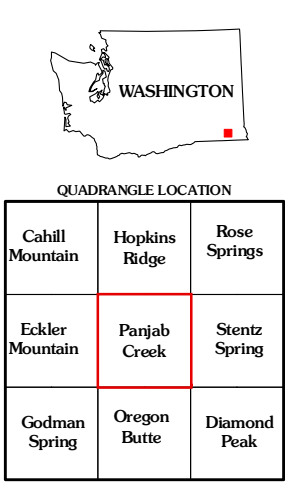 WASHINGTON
QUADRANGLE LOCATION
Cahill
Mountain
Hopkins
Ridge
Rose
Springs
Eckler
Mountain
Panjab
Creek
Stentz
Spring
Godman
Spring
Oregon
Butte
Diamond
Peak